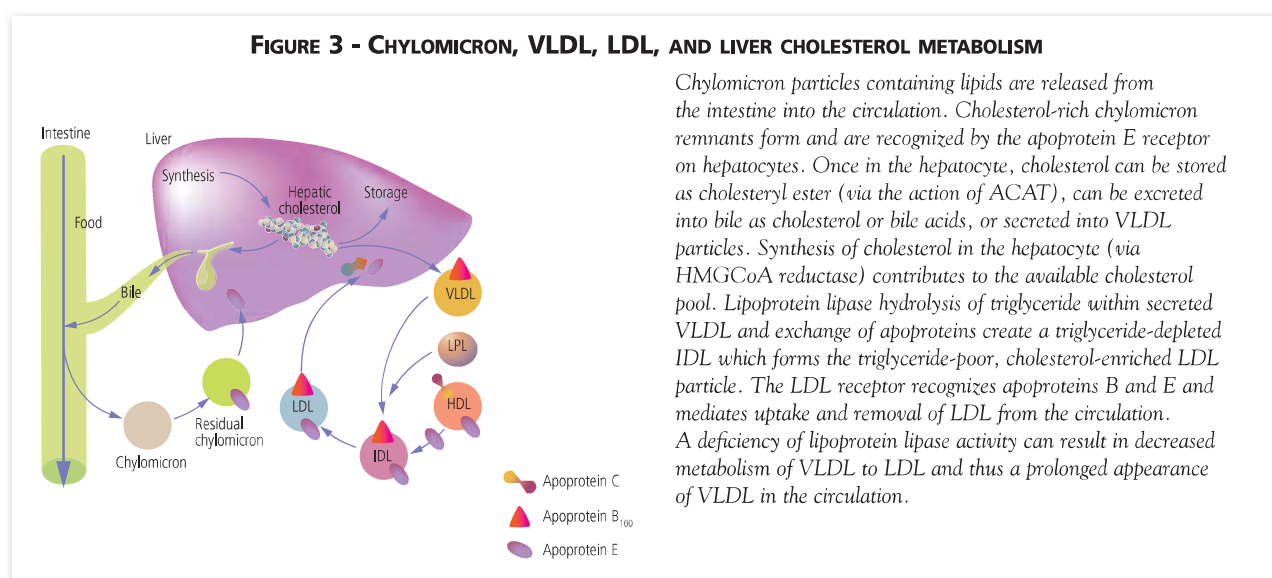 FIGURE 3 - CHYLOMICRON, VLDL, LDL, AND LIVER CHOLESTEROL METABOLISM
Intestine
Liver
Synthesis
Hepatic
cholesterol
Storage
Food
Bile
VLDL
LPL
HDL
LDL
IDL
Residual
chylomicron
Chylomicron
Apoprotein C
Apoprotein B100
Apoprotein E
Chylomicron particles containing lipids are released from
the intestine into the circulation. Cholesterol-rich chylomicron
remnants form and are recognized by the apoprotein E receptor
on hepatocytes. Once in the hepatocyte, cholesterol can be stored
as cholesteryl ester (via the action of ACAT), can be excreted
into bile as cholesterol or bile acids, or secreted into VLDL
particles. Synthesis of cholesterol in the hepatocyte (via
HMGCoA reductase) contributes to the available cholesterol
pool. Lipoprotein lipase hydrolysis of triglyceride within secreted
VLDL and exchange of apoproteins create a triglyceride-depleted
IDL which forms the triglyceride-poor, cholesterol-enriched LDL
particle. The LDL receptor recognizes apoproteins B and E and
mediates uptake and removal of LDL from the circulation.
A deficiency of lipoprotein lipase activity can result in decreased
metabolism of VLDL to LDL and thus a prolonged appearance
of VLDL in the circulation.